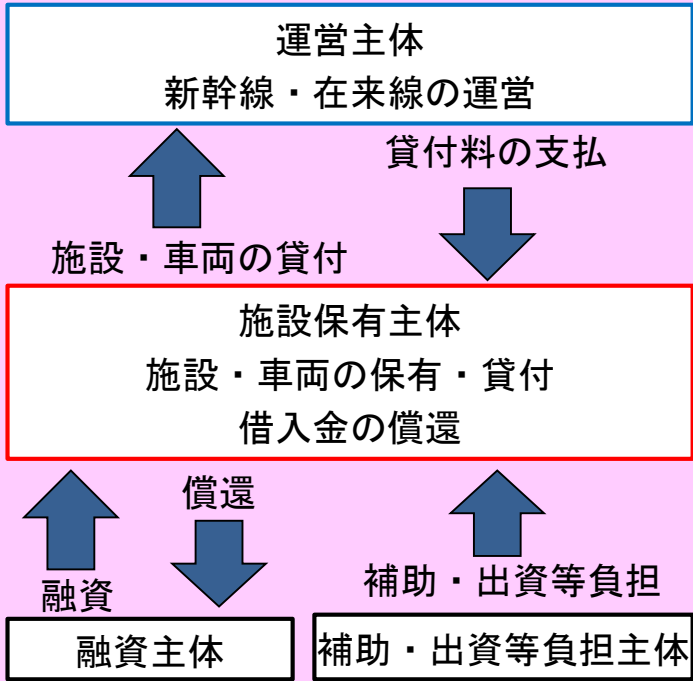 運営主体
新幹線・在来線の運営
貸付料の支払
施設・車両の貸付
施設保有主体
施設・車両の保有・貸付
借入金の償還
償還
融資
補助・出資等負担
融資主体
補助・出資等負担主体